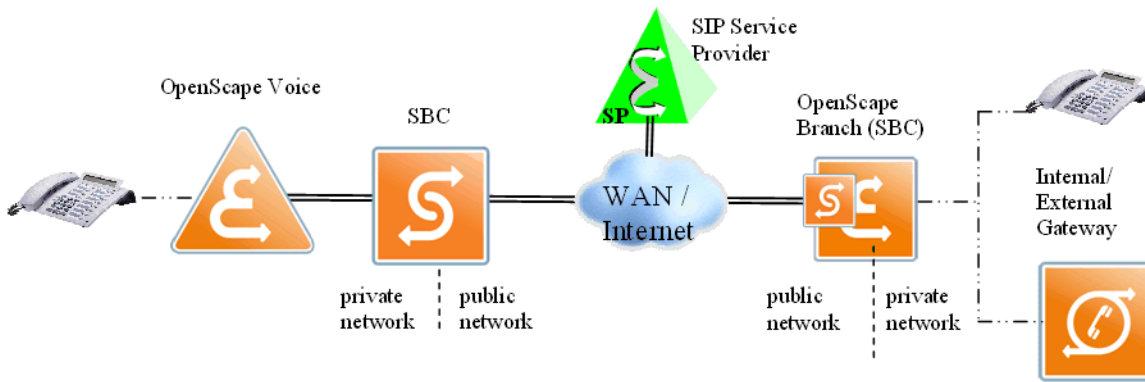 SIP Service
Provider
OpenScape Voice
SBC
SP
OpenScape
Branch (SBC)
WAN /
Internet
Internal/
External
Gateway
private
network
public
network
public
network
private
network